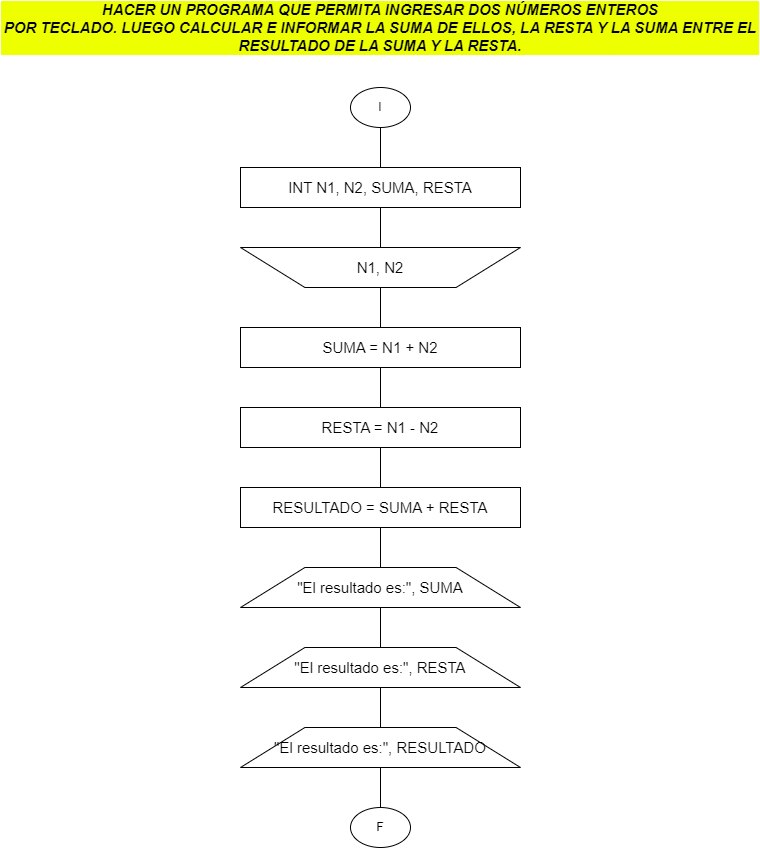 HACER UN PROGRAMA QUE PERMITA INGRESAR DOS NÚMEROS ENTEROS
POR TECLADO. LUEGO CALCULAR E INFORMAR LA SUMA DE ELLOS, LA RESTA Y LA SUMA ENTRE EL
RESULTADO DE LA SUMA Y LA RESTA.
I
INT N1, N2, SUMA, RESTA
N1, N2
SUMA = N1 + N2
RESTA = N1 - N2
RESULTADO = SUMA + RESTA
"El resultado es:", SUMA
"El resultado es:", RESTA
"El resultado es:", RESULTADO
F